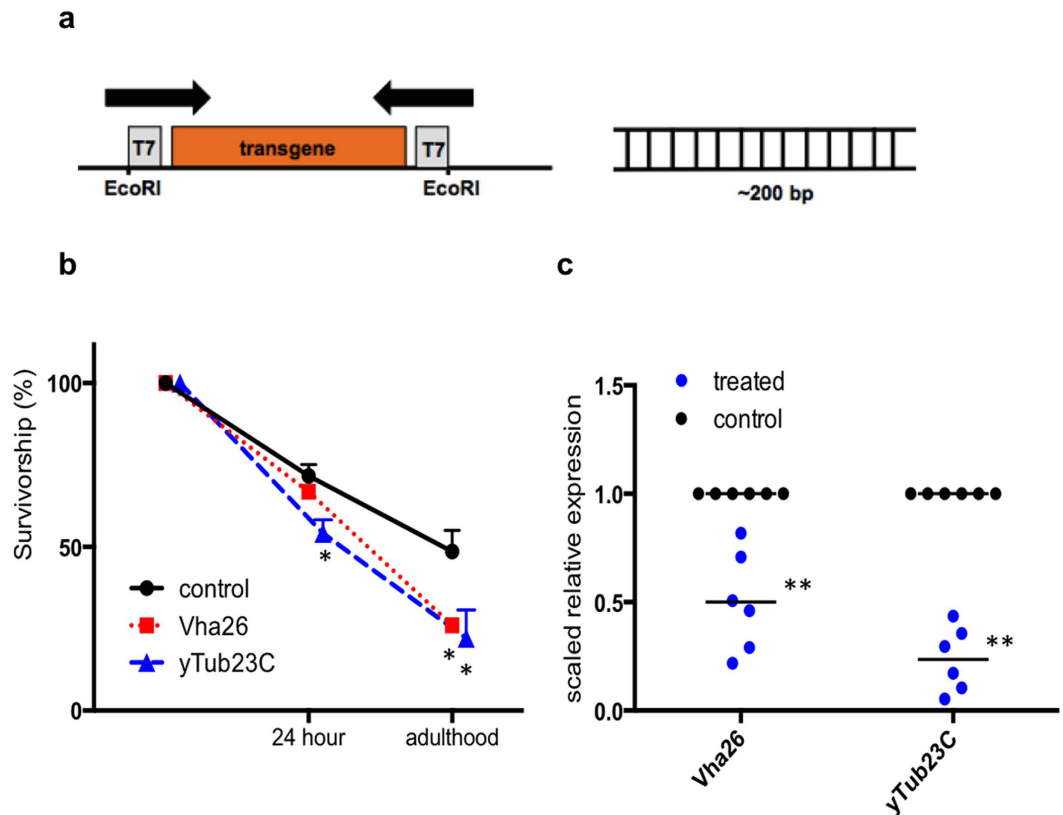 a
T7 transgene T7
EcoRI EcoRI
~200 bp
b
Survivorship (%)
100
50
0
control
Vha26
yTub23C
*
*
*
24 hour adulthood
c
scaled relative expression
1.5
1.0
0.5
0.0
treated
control
**
**
Vha26
yTub23C